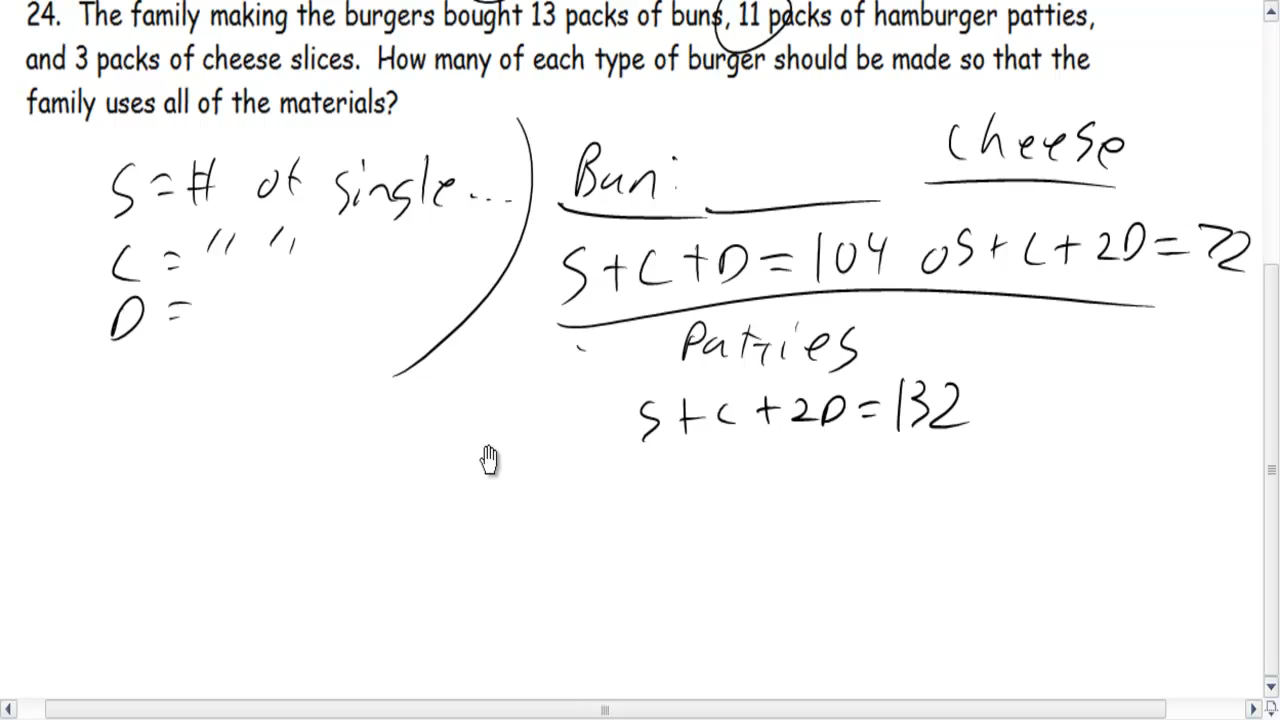 24. The family making the burgers bought 13 packs of buns, 11 packs of hamburger patties,
and 3 packs of cheese slices. How many of each type of burger should be made so that the
family uses all of the materials?
S = # of single...
C = " "
D =
Bun:
S + C + D = 104
Cheese
0S + C + 2D = 72
Patties
S + C + 2D = 132